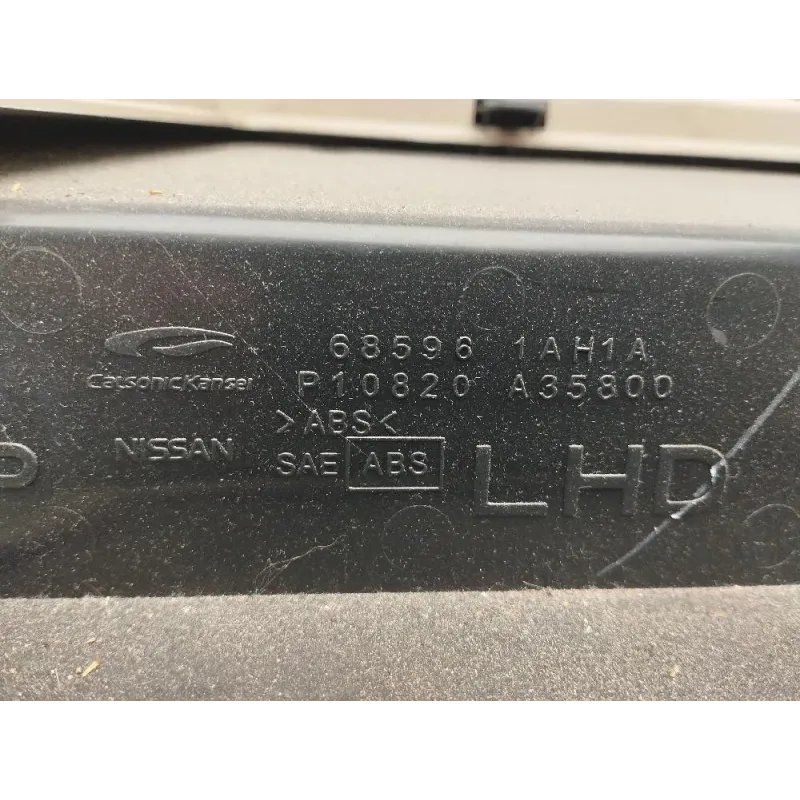 68596 1AH1A
CalsonicKansei
P10820 A35800
>ABS<
NISSAN
SAE ABS
LHD